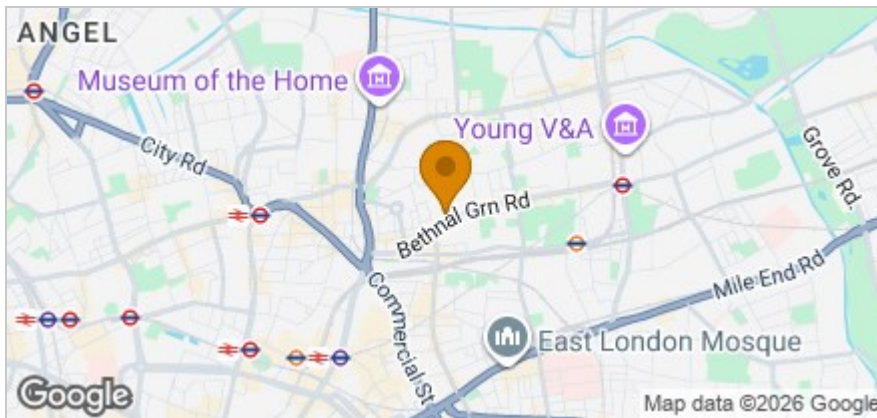 ANGEL
Museum of the Home
Young V&A
City Rd
Grove Rd.
Bethnal Grn Rd
Mile End Rd
Commercial St
East London Mosque
Google
Map data ©2026 Google